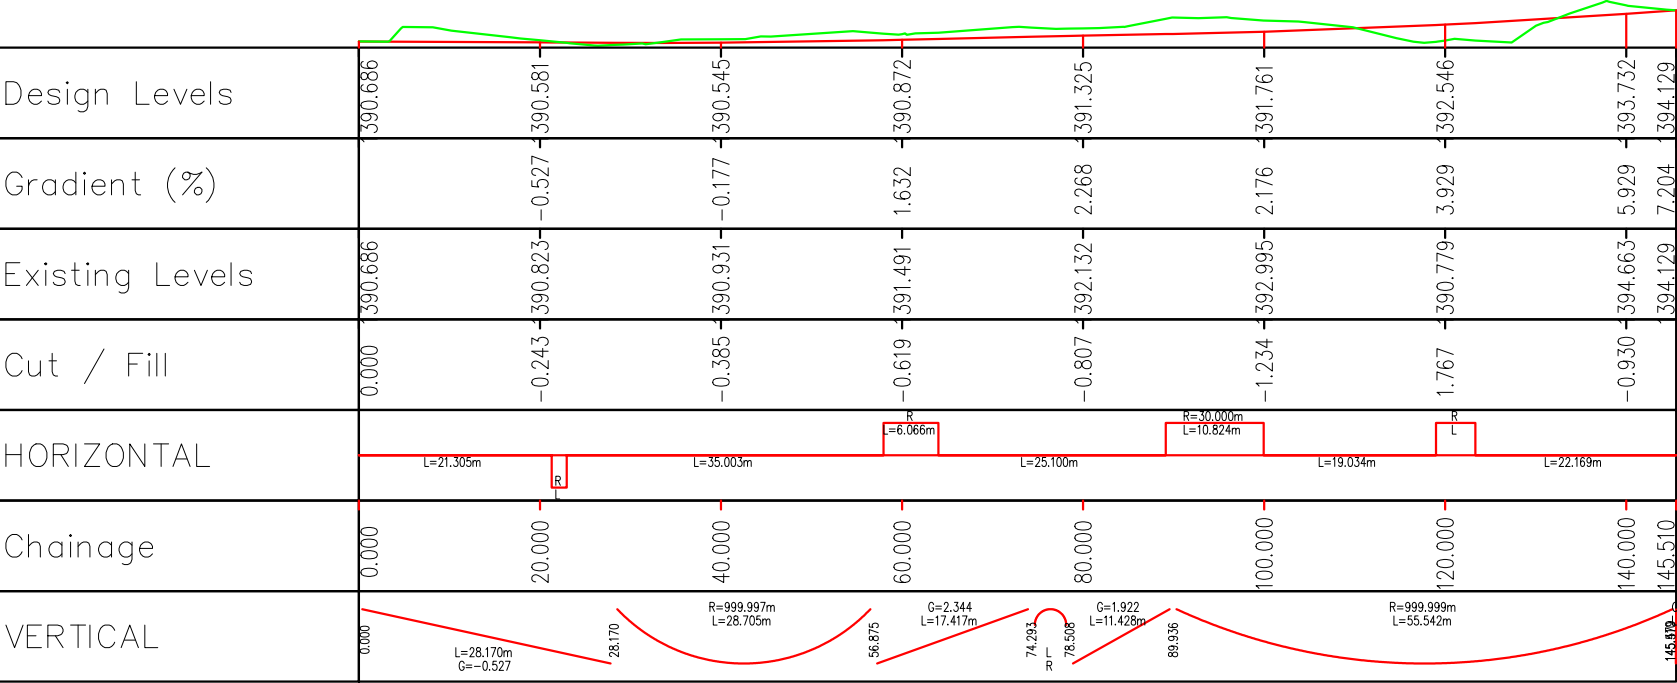 Design Levels 390.686 390.581 390.545 390.872 391.325 391.761 392.546 393.732 394.129
Gradient (%) −0.527 −0.177 1.632 2.268 2.176 3.929 5.929 7.204
Existing Levels 390.686 390.823 390.931 391.491 392.132 392.995 390.779 394.663 394.129
Cut / Fill 0.000 −0.243 −0.385 −0.619 −0.807 −1.234 1.767 −0.930
R R=30.000m R
L=6.066m L=10.824m L
HORIZONTAL
L=21.305m L=35.003m L=25.100m L=19.034m L=22.169m
R
L
Chainage 0.000 20.000 40.000 60.000 80.000 100.000 120.000 140.000 145.510
R=999.997m G=2.344 G=1.922 R=999.999m
L=28.705m L=17.417m L=11.428m L=55.542m
VERTICAL 0.000 28.170 56.875 74.293 78.508 89.936
L=28.170m L
G=−0.527 R